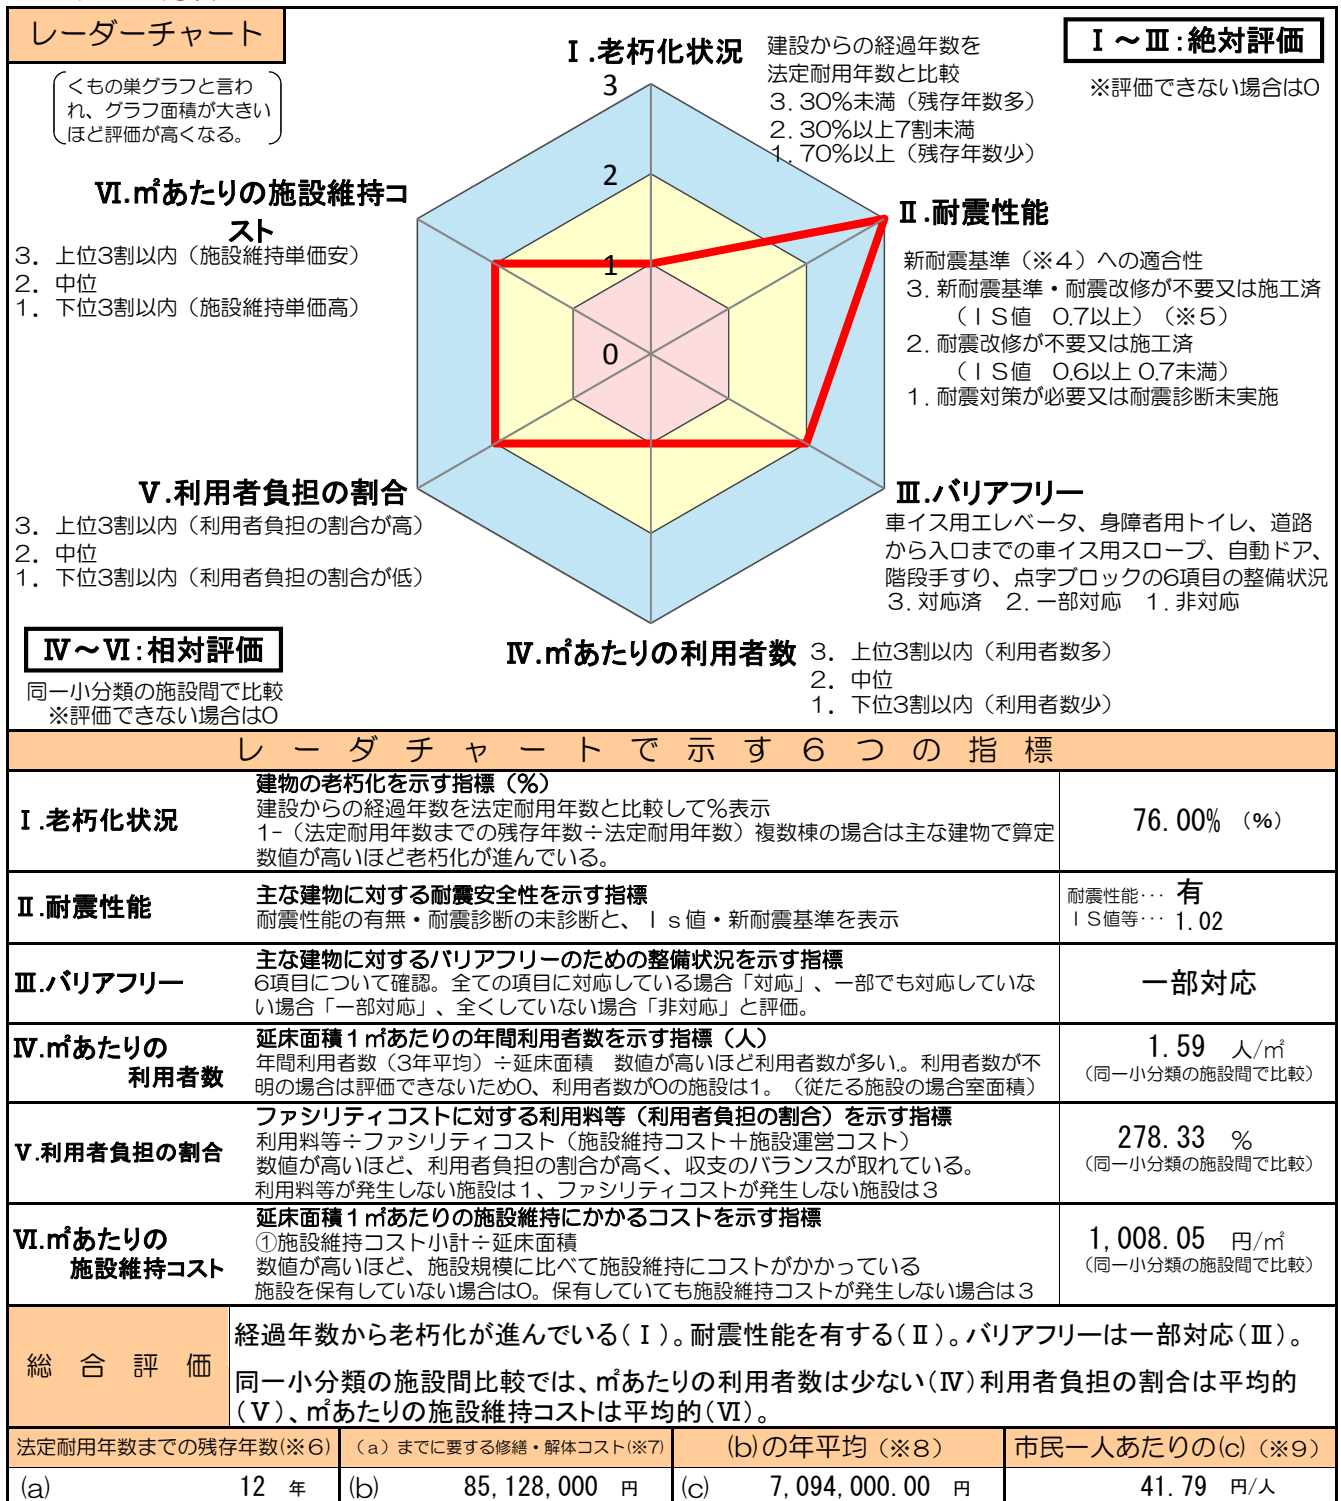 レーダーチャート
くもの巣グラフと言わ
れ、グラフ面積が大きい
ほど評価が高くなる。
Ⅰ.老朽化状況
建設からの経過年数を
法定耐用年数と比較
3. 30%未満（残存年数多）
2. 30%以上7割未満
1. 70%以上（残存年数少）
Ⅰ～Ⅲ:絶対評価
※評価できない場合は0
3
2
1
0
Ⅵ.㎡あたりの施設維持コ
スト
3. 上位3割以内（施設維持単価安）
2. 中位
1. 下位3割以内（施設維持単価高）
Ⅱ.耐震性能
新耐震基準（※4）への適合性
3. 新耐震基準・耐震改修が不要又は施工済
（ＩＳ値 0.7以上）（※5）
2. 耐震改修が不要又は施工済
（ＩＳ値 0.6以上 0.7未満）
1. 耐震対策が必要又は耐震診断未実施
Ⅴ.利用者負担の割合
3. 上位3割以内（利用者負担の割合が高）
2. 中位
1. 下位3割以内（利用者負担の割合が低）
Ⅲ.バリアフリー
車イス用エレベータ、身障者用トイレ、道路
から入口までの車イス用スロープ、自動ドア、
階段手すり、点字ブロックの6項目の整備状況
3. 対応済 2. 一部対応 1. 非対応
Ⅳ～Ⅵ:相対評価
同一小分類の施設間で比較
※評価できない場合は0
Ⅳ.㎡あたりの利用者数
3. 上位3割以内（利用者数多）
2. 中位
1. 下位3割以内（利用者数少）
レーダチャートで示す６つの指標
Ⅰ.老朽化状況
建物の老朽化を示す指標（%）
建設からの経過年数を法定耐用年数と比較して%表示
1-（法定耐用年数までの残存年数÷法定耐用年数）複数棟の場合は主な建物で算定
数値が高いほど老朽化が進んでいる。
76.00% （%）
Ⅱ.耐震性能
主な建物に対する耐震安全性を示す指標
耐震性能の有無・耐震診断の未診断と、Ｉｓ値・新耐震基準を表示
耐震性能… 有
ＩＳ値等… 1.02
Ⅲ.バリアフリー
主な建物に対するバリアフリーのための整備状況を示す指標
6項目について確認。全ての項目に対応している場合「対応」、一部でも対応していな
い場合「一部対応」、全くしていない場合「非対応」と評価。
一部対応
Ⅳ.㎡あたりの
利用者数
延床面積１㎡あたりの年間利用者数を示す指標（人）
年間利用者数（3年平均）÷延床面積 数値が高いほど利用者数が多い。利用者数が不
明の場合は評価できないため0、利用者数が0の施設は1。（従たる施設の場合室面積）
1.59 人/㎡
（同一小分類の施設間で比較）
Ⅴ.利用者負担の割合
ファシリティコストに対する利用料等（利用者負担の割合）を示す指標
利用料等÷ファシリティコスト（施設維持コスト＋施設運営コスト）
数値が高いほど、利用者負担の割合が高く、収支のバランスが取れている。
利用料等が発生しない施設は１、ファシリティコストが発生しない施設は３
278.33 %
（同一小分類の施設間で比較）
Ⅵ.㎡あたりの
施設維持コスト
延床面積１㎡あたりの施設維持にかかるコストを示す指標
①施設維持コスト小計÷延床面積
数値が高いほど、施設規模に比べて施設維持にコストがかかっている
施設を保有していない場合は0。保有していても施設維持コストが発生しない場合は３
1,008.05 円/㎡
（同一小分類の施設間で比較）
総合評価
経過年数から老朽化が進んでいる(Ⅰ)。耐震性能を有する(Ⅱ)。バリアフリーは一部対応(Ⅲ)。
同一小分類の施設間比較では、㎡あたりの利用者数は少ない(Ⅳ)利用者負担の割合は平均的
(Ⅴ)、㎡あたりの施設維持コストは平均的(Ⅵ)。
法定耐用年数までの残存年数(※6)
（a）までに要する修繕・解体コスト(※7)
(b)の年平均（※8）
市民一人あたりの(c)（※9）
(a) 12 年
(b) 85,128,000 円
(c) 7,094,000.00 円
41.79 円/人